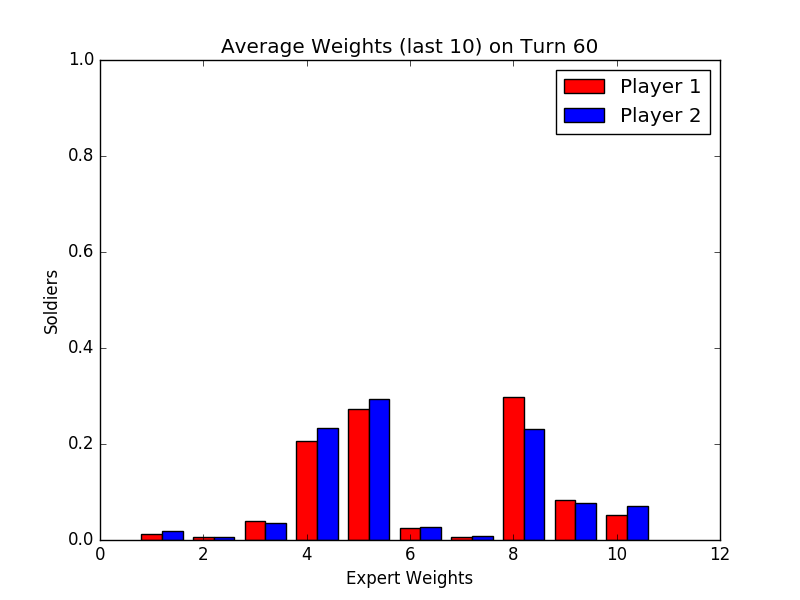 Average Weights (last 10) on Turn 60
1.0
0.8
0.6
0.4
0.2
0.0
Soldiers
Player 1
Player 2
0 2 4 6 8 10 12
Expert Weights